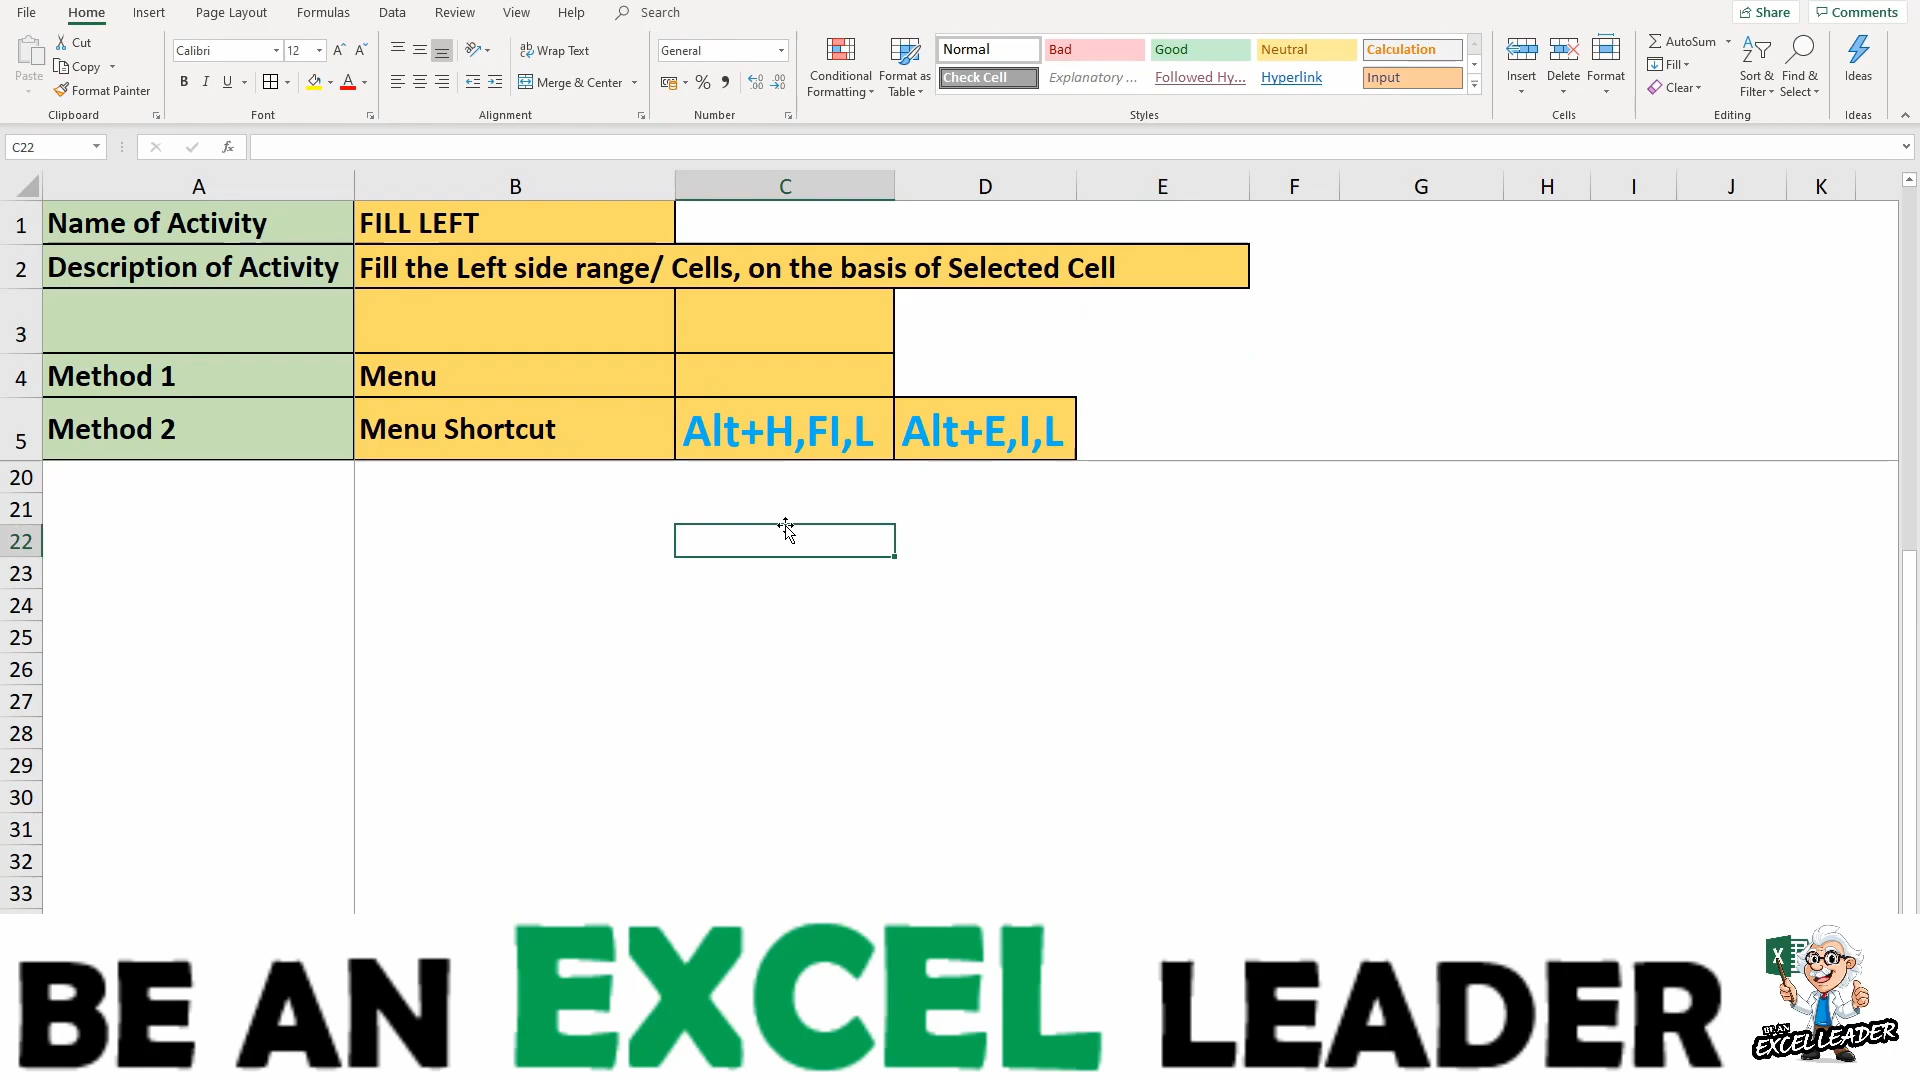 File Home Insert Page Layout Formulas Data Review View Help Search Share Comments
Paste Cut Calibri 12 Wrap Text General Conditional Formatting Format as Table Normal Bad Good Neutral Calculation Insert Delete Format AutoSum Sort & Filter Find & Select Ideas
Copy Fill
Format Painter B I U Merge & Center % Check Cell Explanatory ... Followed Hy... Hyperlink Input Clear
Clipboard Font Alignment Number Styles Cells Editing Ideas
C22 fx
A B C D E F G H I J K
1 Name of Activity FILL LEFT
2 Description of Activity Fill the Left side range/ Cells, on the basis of Selected Cell
3
4 Method 1 Menu
5 Method 2 Menu Shortcut Alt+H,FI,L Alt+E,I,L
20
21
22
23
24
25
26
27
28
29
30
31
32
33
BE AN EXCEL LEADER
X
BE AN
EXCEL LEADER